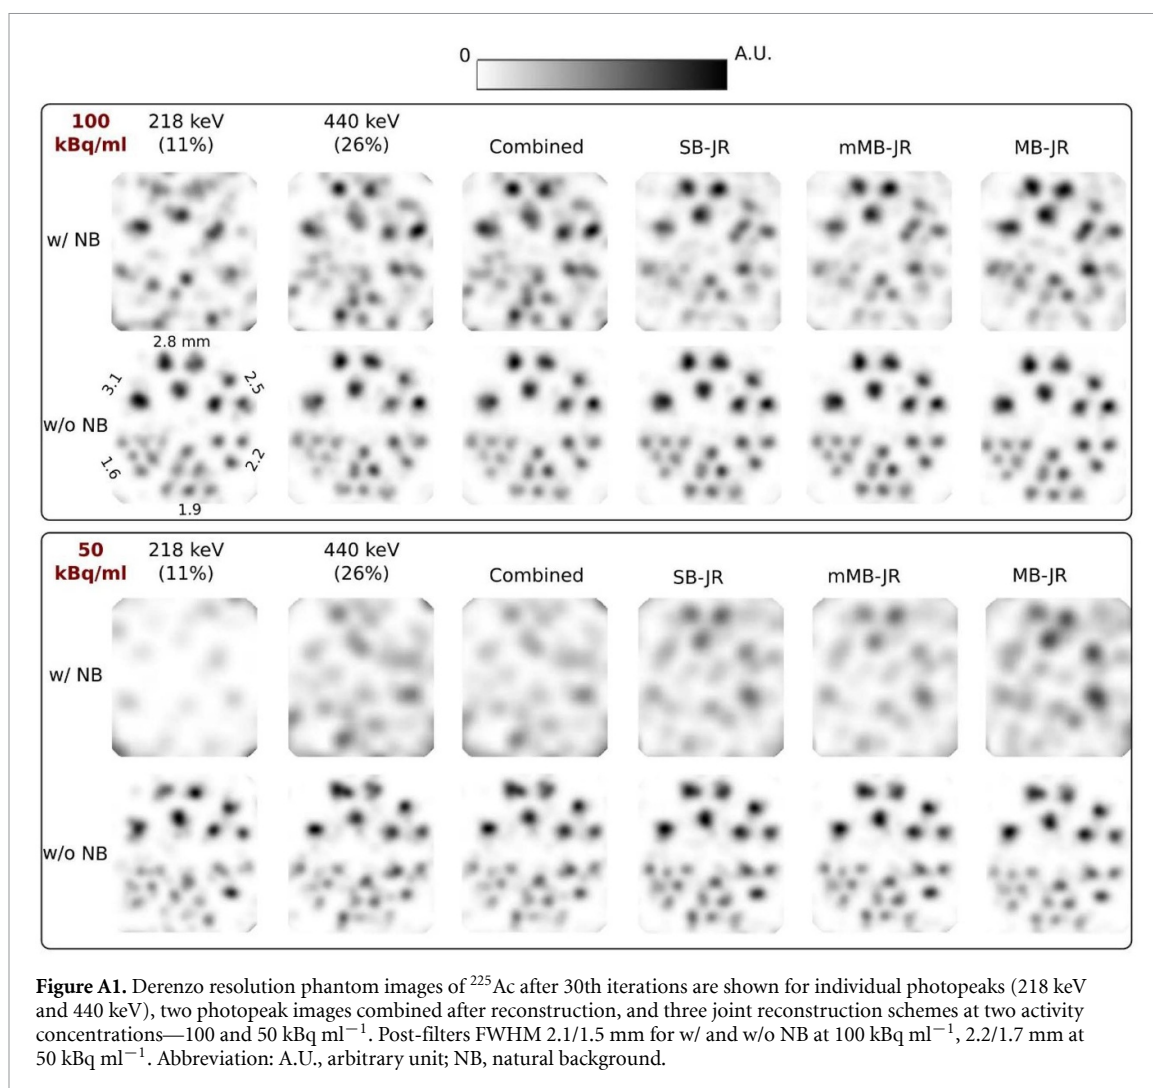 0 A.U.
100 kBq/ml
218 keV (11%)
440 keV (26%)
Combined
SB-JR
mMB-JR
MB-JR
w/ NB
2.8 mm
3.1
2.5
w/o NB
1.6
2.2
1.9
50 kBq/ml
218 keV (11%)
440 keV (26%)
Combined
SB-JR
mMB-JR
MB-JR
w/ NB
w/o NB
Figure A1. Derenzo resolution phantom images of ²²⁵Ac after 30th iterations are shown for individual photopeaks (218 keV
and 440 keV), two photopeak images combined after reconstruction, and three joint reconstruction schemes at two activity
concentrations—100 and 50 kBq ml⁻¹. Post-filters FWHM 2.1/1.5 mm for w/ and w/o NB at 100 kBq ml⁻¹, 2.2/1.7 mm at
50 kBq ml⁻¹. Abbreviation: A.U., arbitrary unit; NB, natural background.